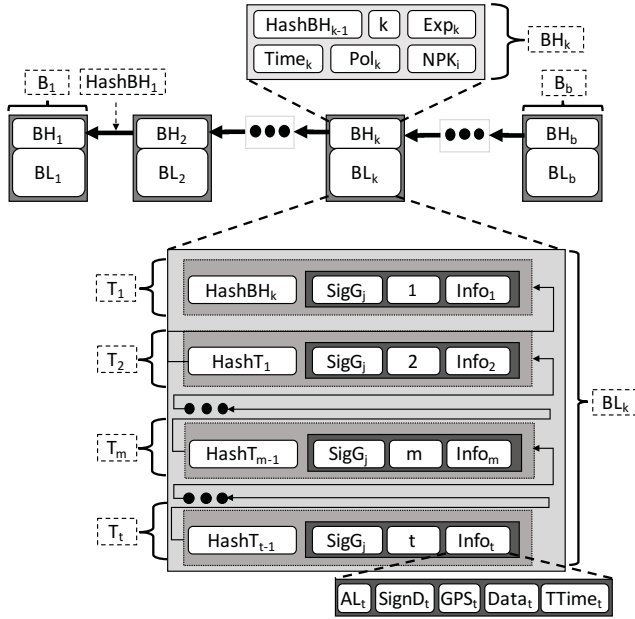 HashBHk-1 k Expk
Timek Polk NPKi
BHk
B1 HashBH1
Bb
BH1 BH2 ●●● BHk ●●● BHb
BL1 BL2 BLk BLb
T1 HashBHk SigGj 1 Info1
T2 HashT1 SigGj 2 Info2
●●●
BLk
Tm HashTm-1 SigGj m Infom
●●●
Tt HashTt-1 SigGj t Infot
ALt SignDt GPSt Datat TTimet